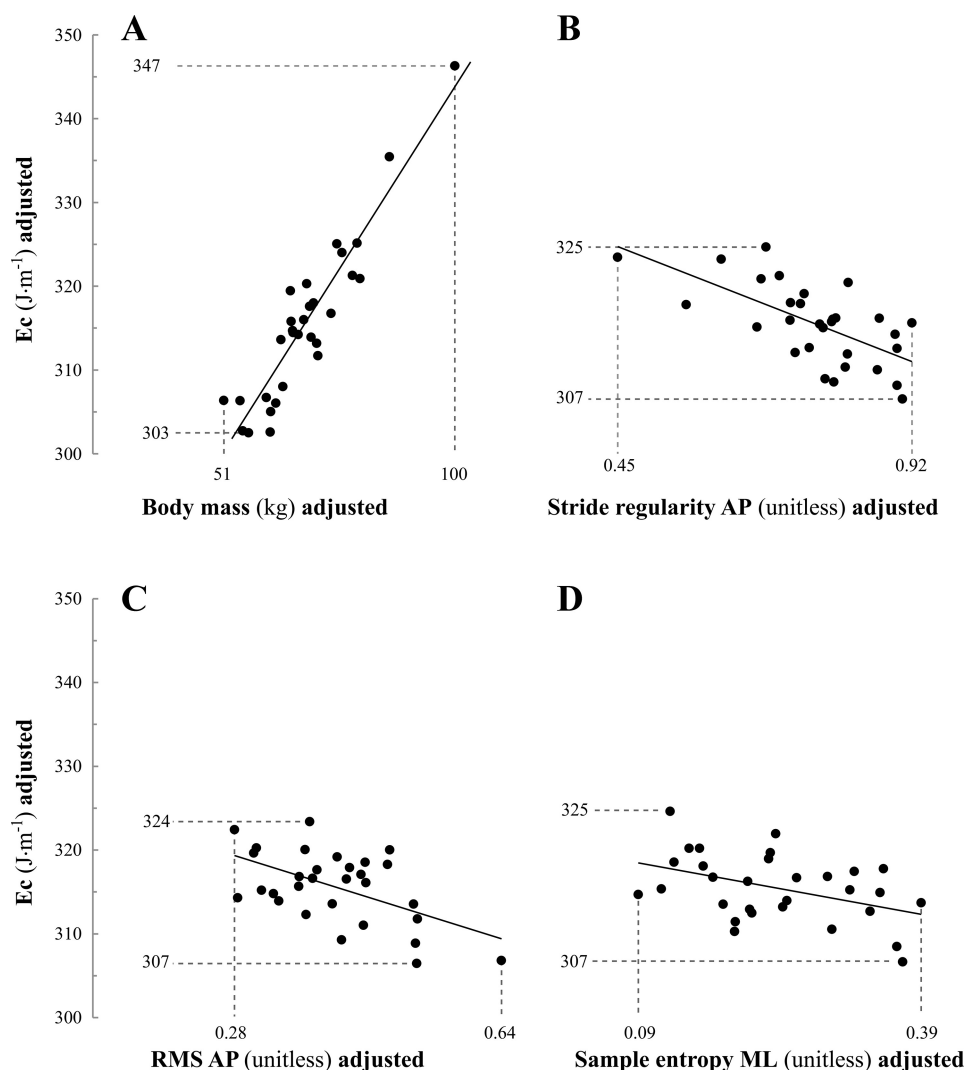 A
B
350
340
330
320
310
300
Ec (J·m-1) adjusted
347
303
51
100
Body mass (kg) adjusted
325
307
0.45
0.92
Stride regularity AP (unitless) adjusted
C
D
350
340
330
320
310
300
Ec (J·m-1) adjusted
324
307
0.28
0.64
RMS AP (unitless) adjusted
325
307
0.09
0.39
Sample entropy ML (unitless) adjusted